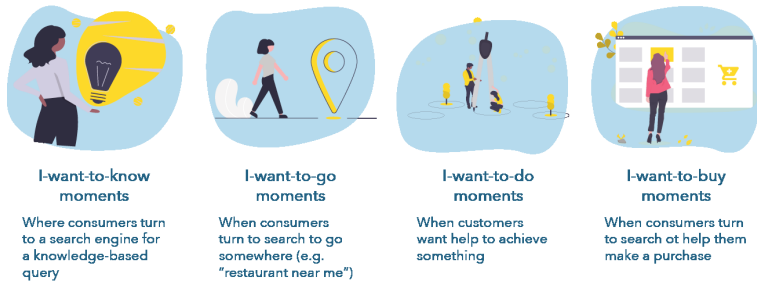 I-want-to-know
moments
Where consumers turn
to a search engine for
a knowledge-based
query
I-want-to-go
moments
When consumers
turn to search to go
somewhere (e.g.
“restaurant near me”)
I-want-to-do
moments
When customers
want help to achieve
something
I-want-to-buy
moments
When consumers turn
to search ot help them
make a purchase